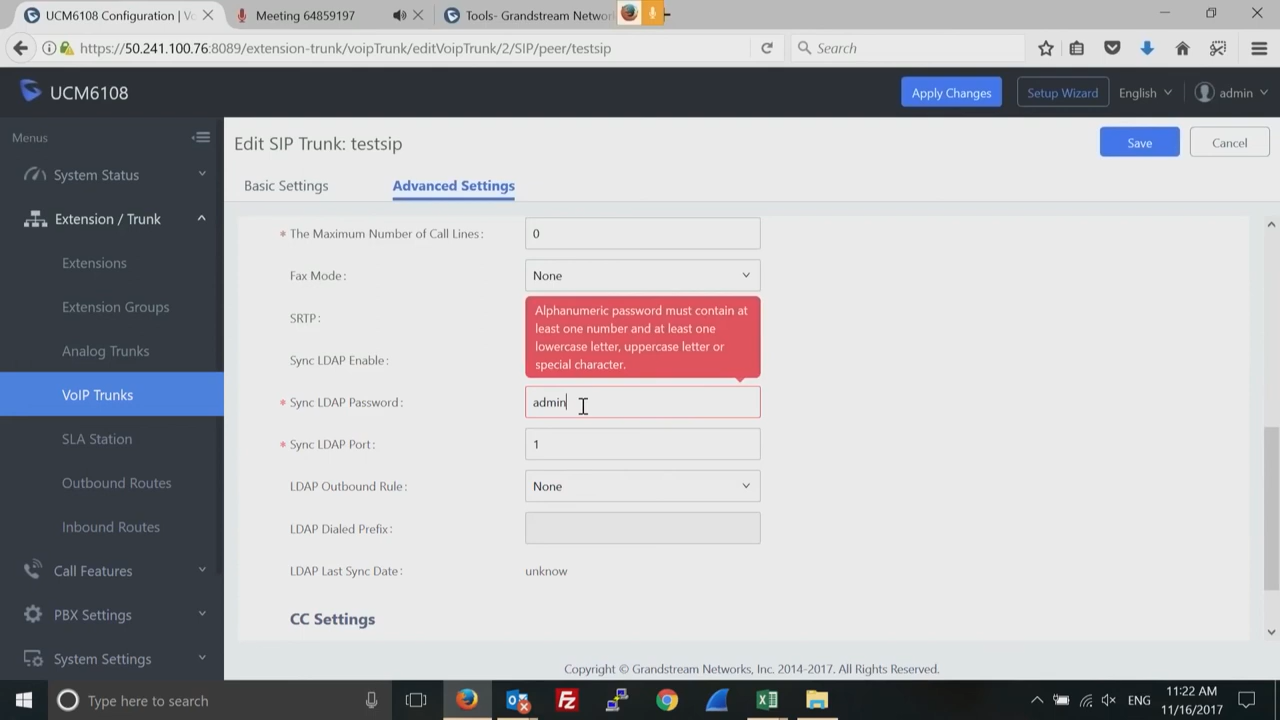 UCM6108 Configuration | Vo
Meeting 64859197
Tools- Grandstream Networ
https://50.241.100.76:8089/extension-trunk/voipTrunk/editVoipTrunk/2/SIP/peer/testsip
Search
UCM6108
Apply Changes
Setup Wizard
English
admin
Menus
System Status
Extension / Trunk
Extensions
Extension Groups
Analog Trunks
VoIP Trunks
SLA Station
Outbound Routes
Inbound Routes
Call Features
PBX Settings
System Settings
Edit SIP Trunk: testsip
Save
Cancel
Basic Settings
Advanced Settings
* The Maximum Number of Call Lines:
0
Fax Mode:
None
SRTP:
Alphanumeric password must contain at
least one number and at least one
lowercase letter, uppercase letter or
special character.
Sync LDAP Enable:
* Sync LDAP Password:
admin
* Sync LDAP Port:
1
LDAP Outbound Rule:
None
LDAP Dialed Prefix:
LDAP Last Sync Date:
unknow
CC Settings
Copyright © Grandstream Networks, Inc. 2014-2017. All Rights Reserved.
Type here to search
ENG
11:22 AM
11/16/2017